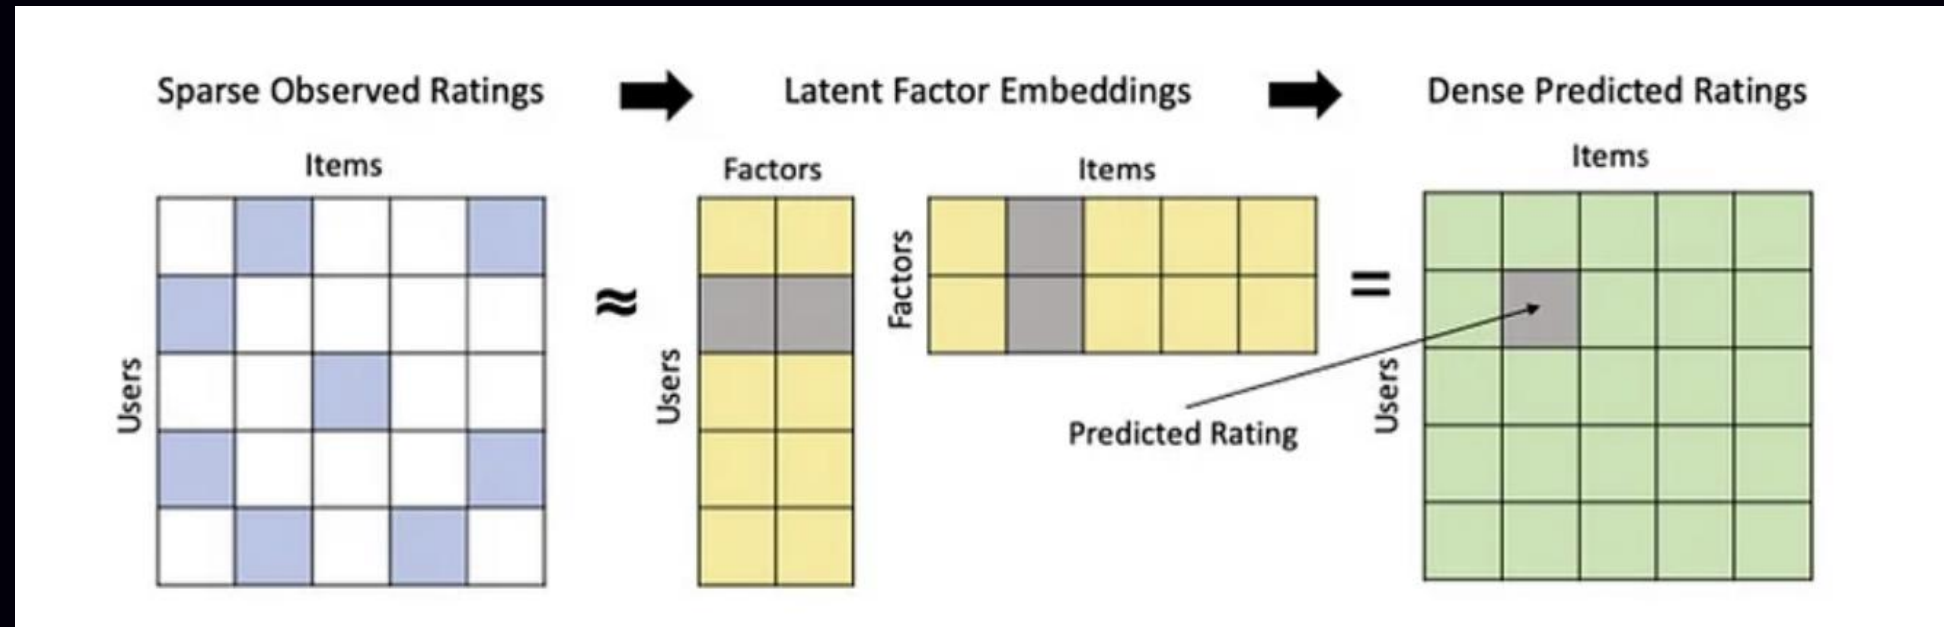 Sparse Observed Ratings
Latent Factor Embeddings
Dense Predicted Ratings
Items
Factors
Items
Items
Users
≈
Users
Factors
=
Users
Predicted Rating